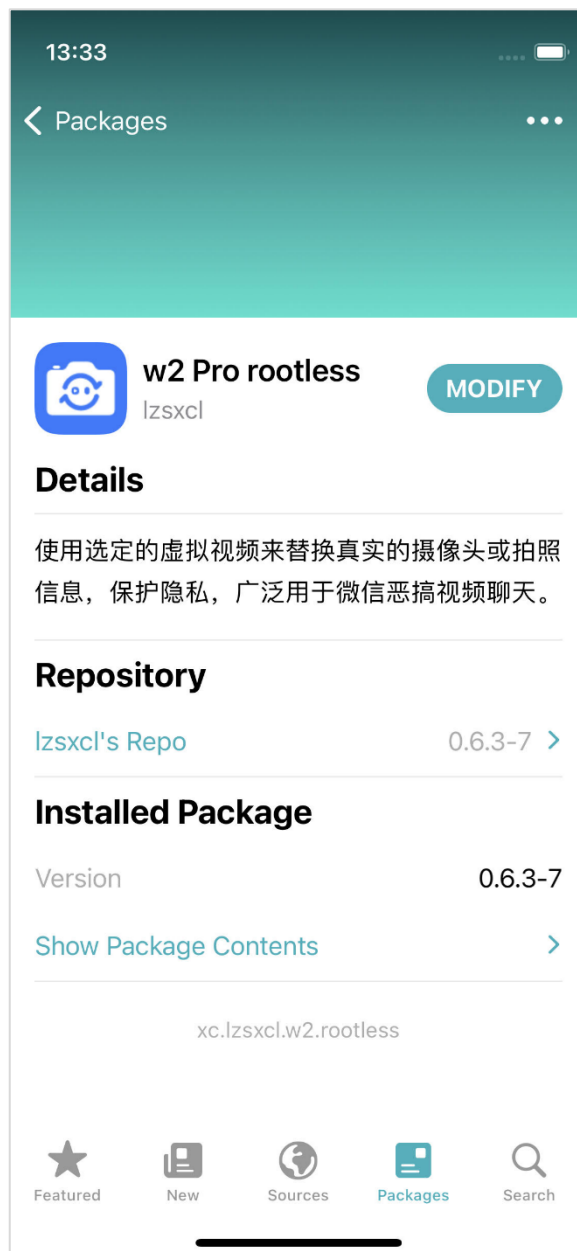 13:33
Packages
w2 Pro rootless
MODIFY
lzsxcl
Details
使用选定的虚拟视频来替换真实的摄像头或拍照
信息，保护隐私，广泛用于微信恶搞视频聊天。
Repository
lzsxcl's Repo 0.6.3-7
Installed Package
Version 0.6.3-7
Show Package Contents
xc.lzsxcl.w2.rootless
Featured New Sources Packages Search